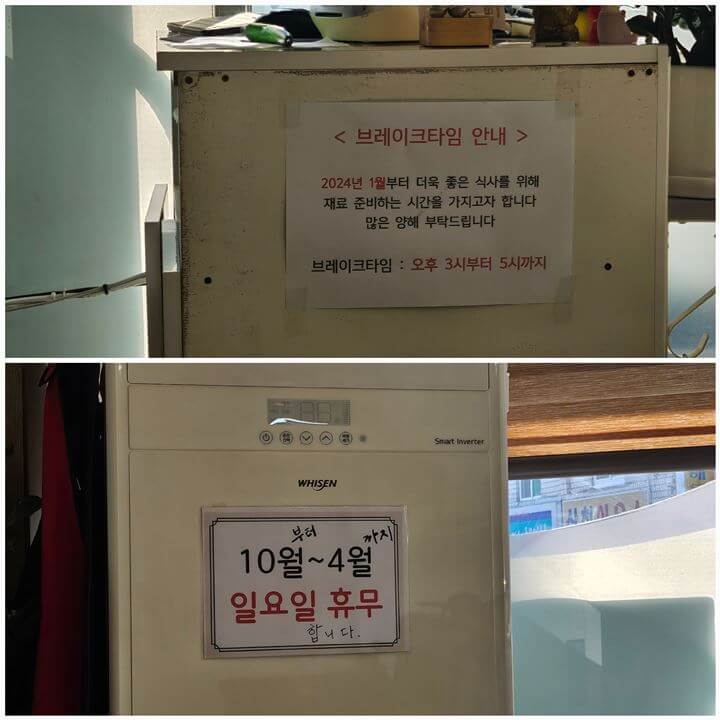 < 브레이크타임 안내 >
2024년 1월부터 더욱 좋은 식사를 위해
재료 준비하는 시간을 가지고자 합니다
많은 양해 부탁드립니다
브레이크타임 : 오후 3시부터 5시까지
Smart Inverter
WHISEN
부터 까지
10월~4월
일요일 휴무
합니다.